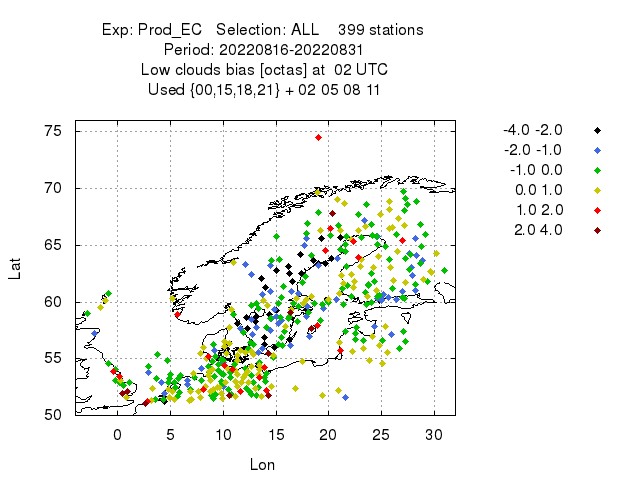 Exp: Prod_EC Selection: ALL 399 stations
Period: 20220816-20220831
Low clouds bias [octas] at 02 UTC
Used {00,15,18,21} + 02 05 08 11
-4.0 -2.0
-2.0 -1.0
-1.0 0.0
0.0 1.0
1.0 2.0
2.0 4.0
75
70
65
60
55
50
Lat
0 5 10 15 20 25 30
Lon